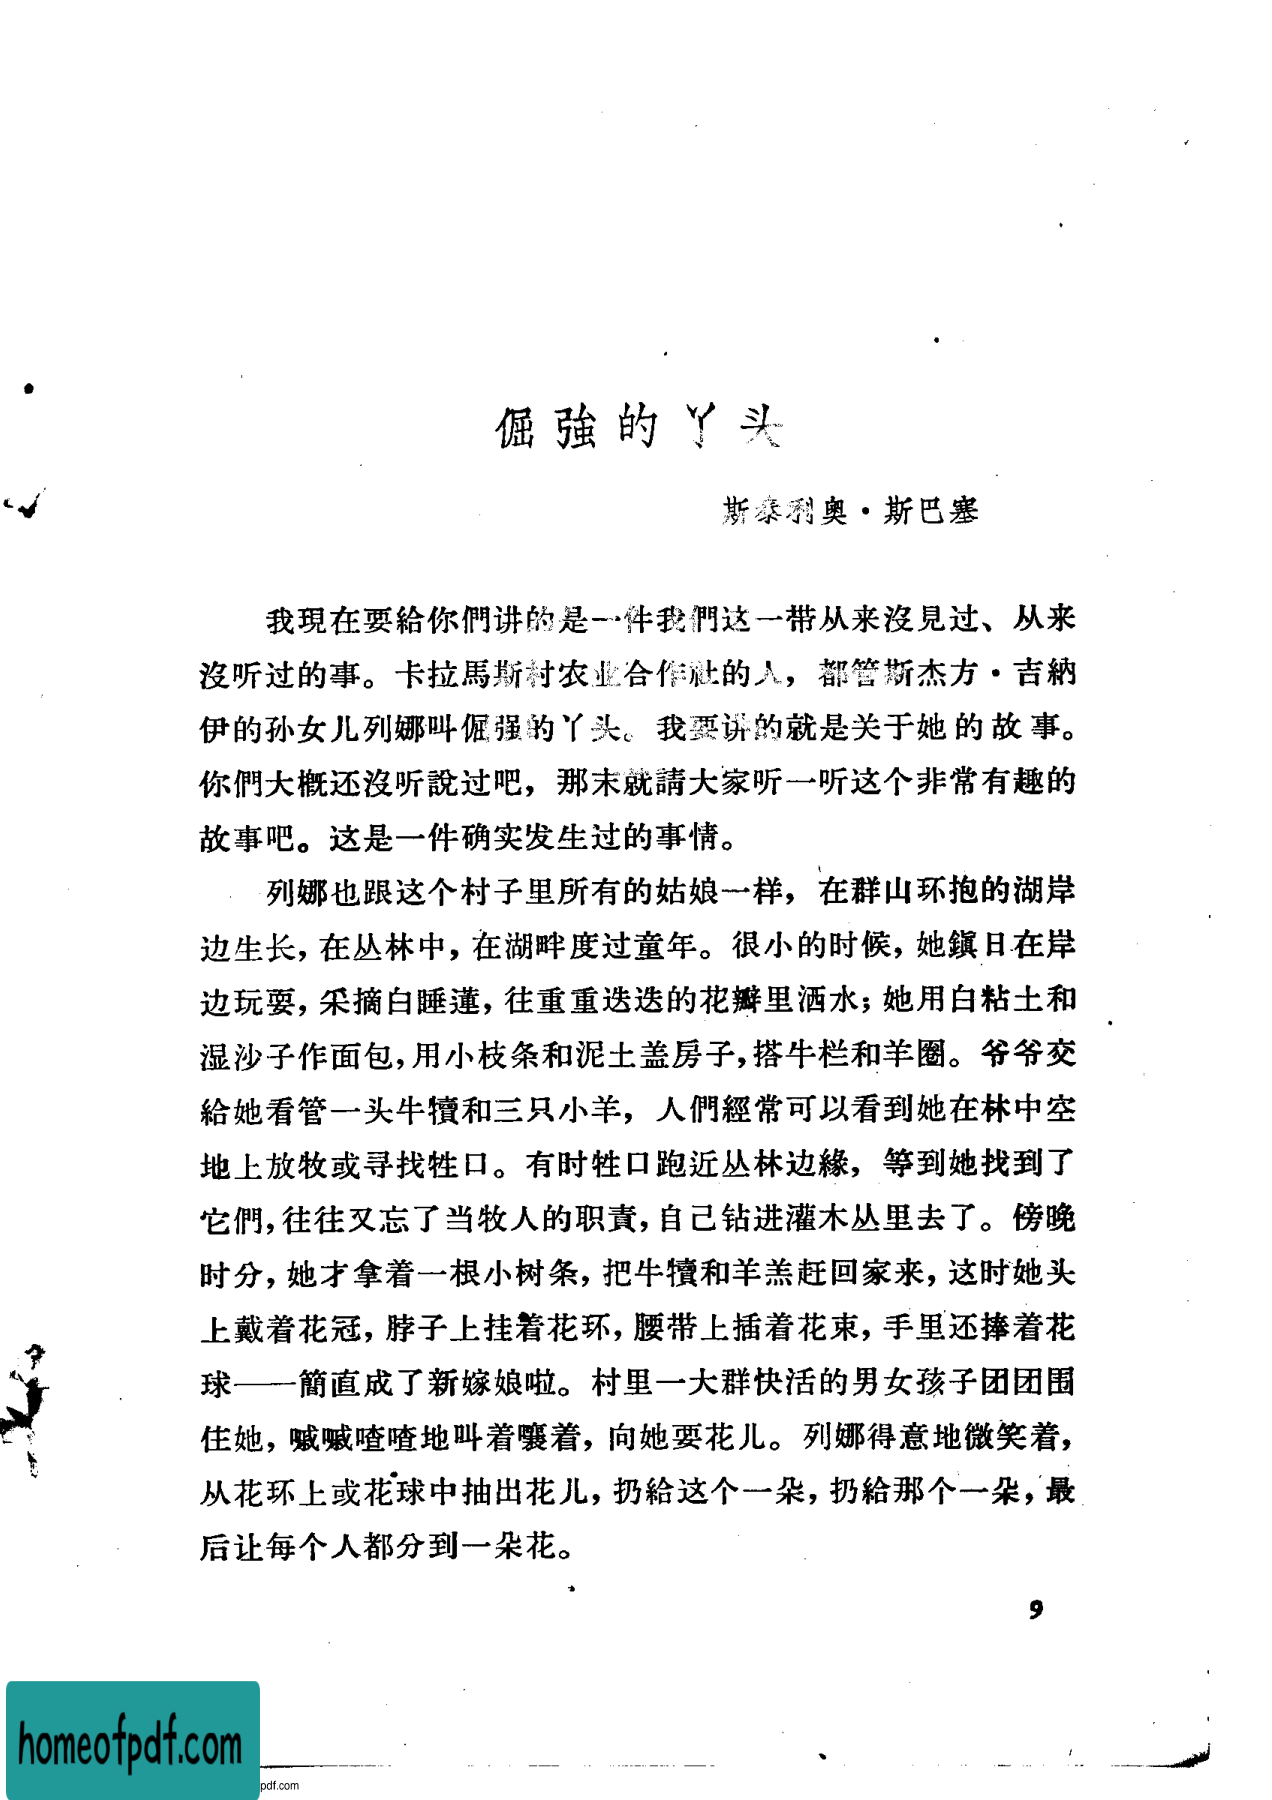 倔強的丫头
斯泰利奥·斯巴塞
我現在要給你們讲的是一件我們这一带从来沒見过、从来
沒听过的事。卡拉馬斯村农业合作社的人，都管斯杰方·吉納
伊的孙女儿列娜叫倔强的丫头。我要讲的就是关于她的故事。
你們大概还沒听說过吧，那末就請大家听一听这个非常有趣的
故事吧。这是一件确实发生过的事情。
列娜也跟这个村子里所有的姑娘一样，在群山环抱的湖岸
边生长，在丛林中，在湖畔度过童年。很小的时候，她鎮日在岸
边玩耍，采摘白睡蓮，往重重迭迭的花瓣里洒水；她用白粘土和
湿沙子作面包，用小枝条和泥土盖房子，搭牛栏和羊圈。爷爷交
給她看管一头牛犢和三只小羊，人們經常可以看到她在林中空
地上放牧或寻找牲口。有时牲口跑近丛林边緣，等到她找到了
它們，往往又忘了当牧人的职責，自己钻进灌木丛里去了。傍晚
时分，她才拿着一根小树条，把牛犢和羊羔赶回家来，这时她头
上戴着花冠，脖子上挂着花环，腰带上插着花束，手里还捧着花
球——簡直成了新嫁娘啦。村里一大群快活的男女孩子团团围
住她，嘁嘁喳喳地叫着嚷着，向她要花儿。列娜得意地微笑着，
从花环上或花球中抽出花儿，扔給这个一朵，扔給那个一朵，最
后让每个人都分到一朵花。
9
homeofpdf.com
pdf.com